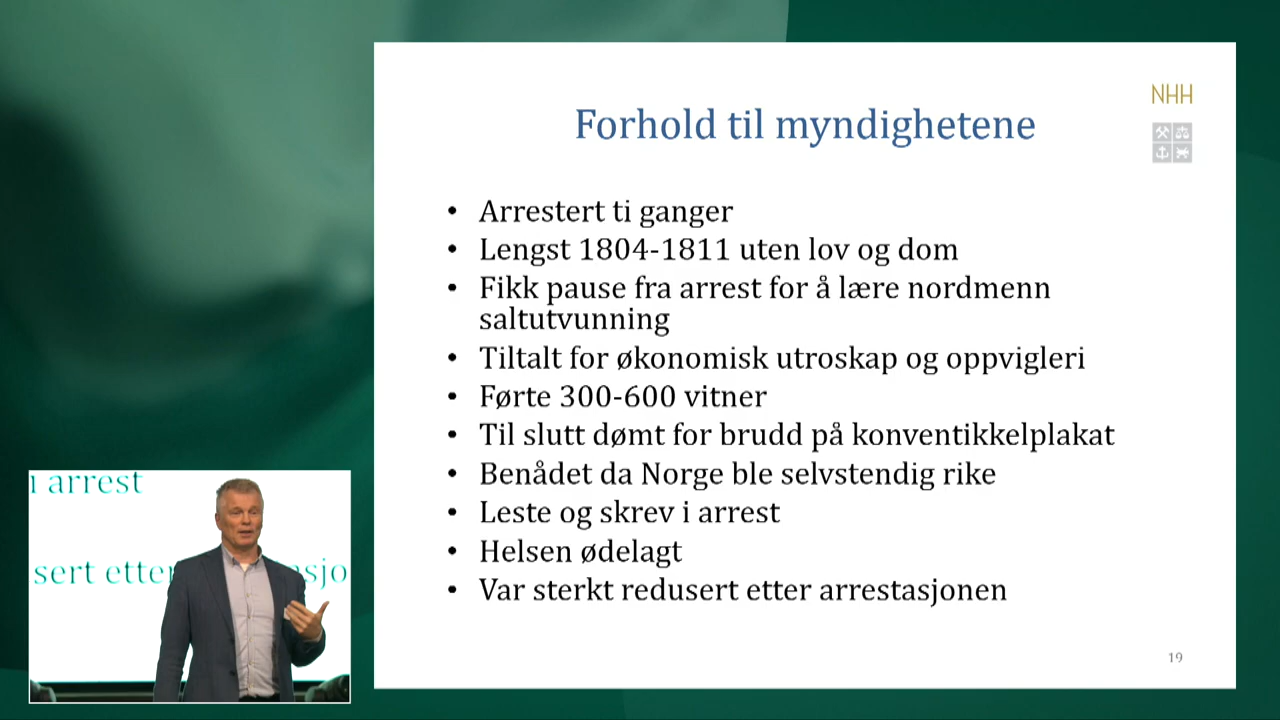 NHH
Forhold til myndighetene
• Arrestert ti ganger
• Lengst 1804-1811 uten lov og dom
• Fikk pause fra arrest for å lære nordmenn
saltutvunning
• Tiltalt for økonomisk utroskap og oppvigleri
• Førte 300-600 vitner
• Til slutt dømt for brudd på konventikkelplakat
• Benådet da Norge ble selvstendig rike
• Leste og skrev i arrest
• Helsen ødelagt
• Var sterkt redusert etter arrestasjonen
19
i arrest
sert etter